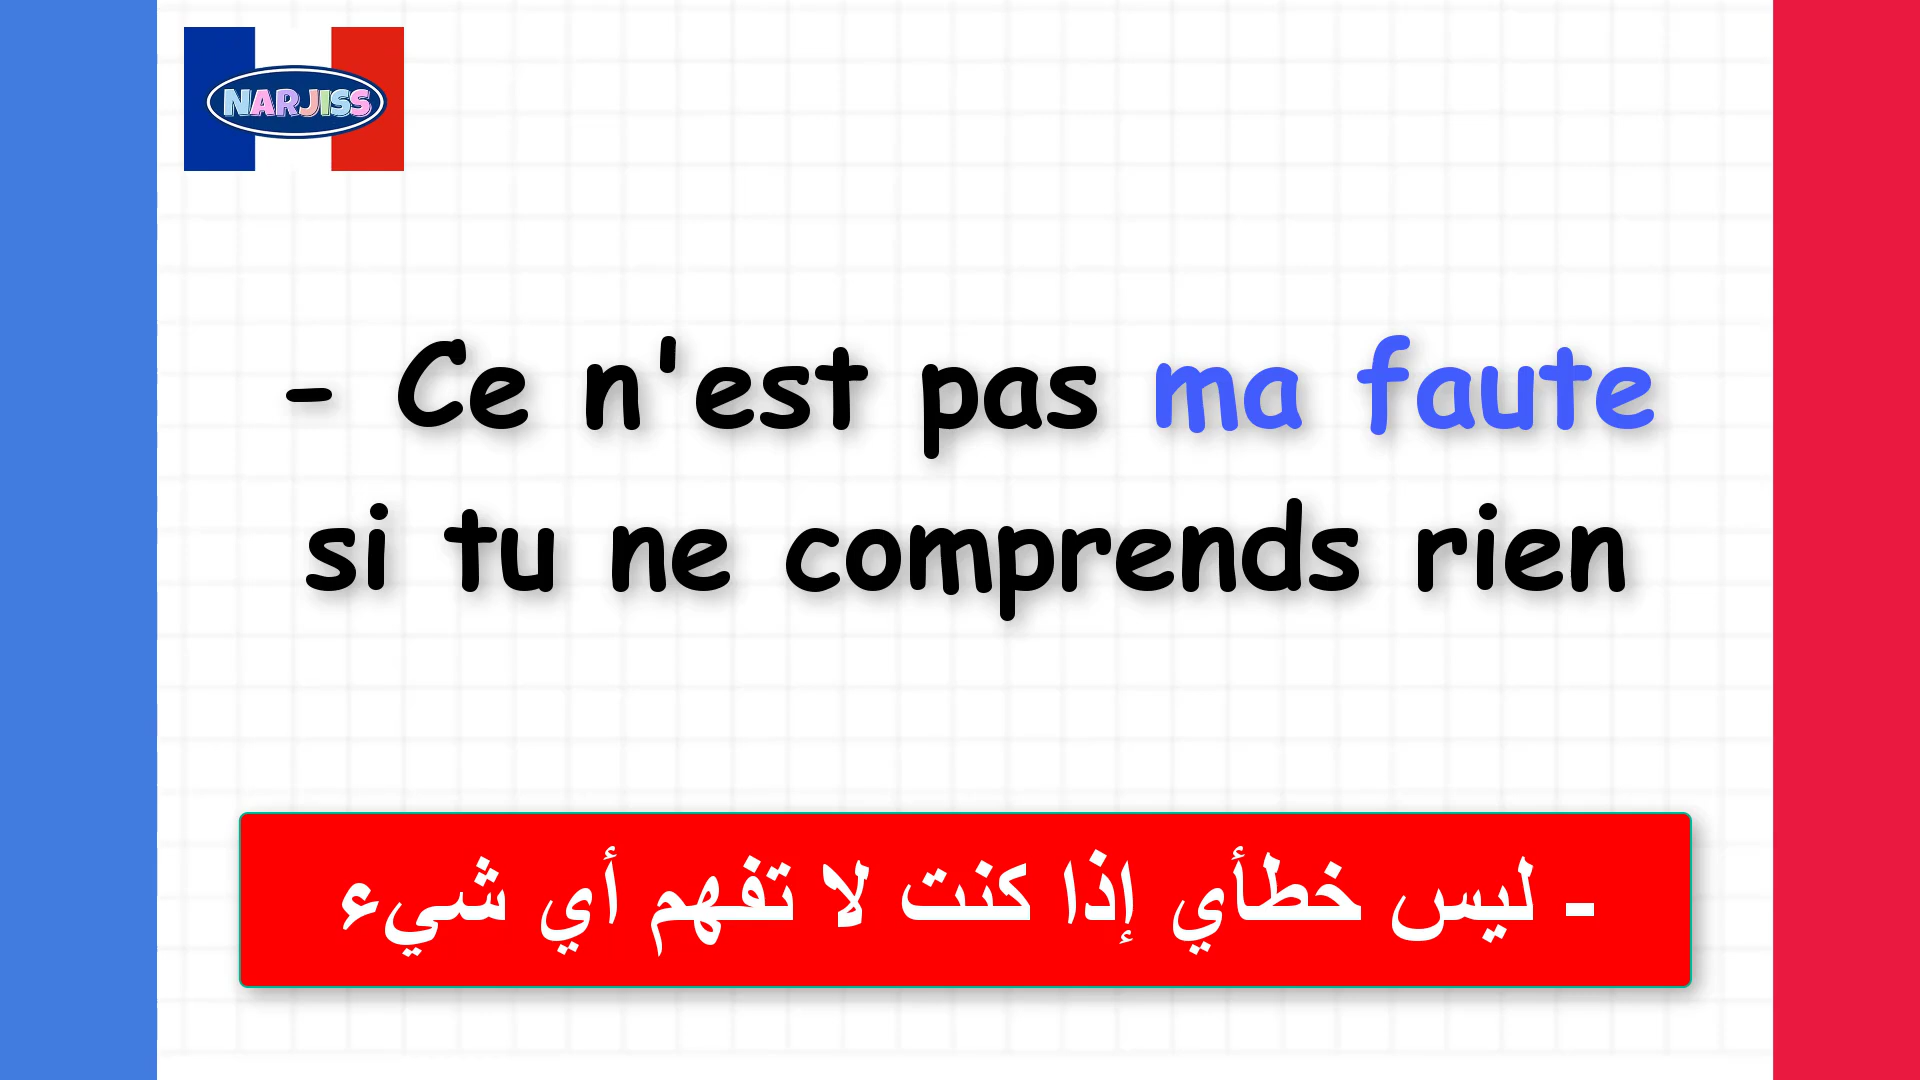 NARJISS
- Ce n'est pas ma faute
si tu ne comprends rien
- ليس خطأي إذا كنت لا تفهم أي شيء